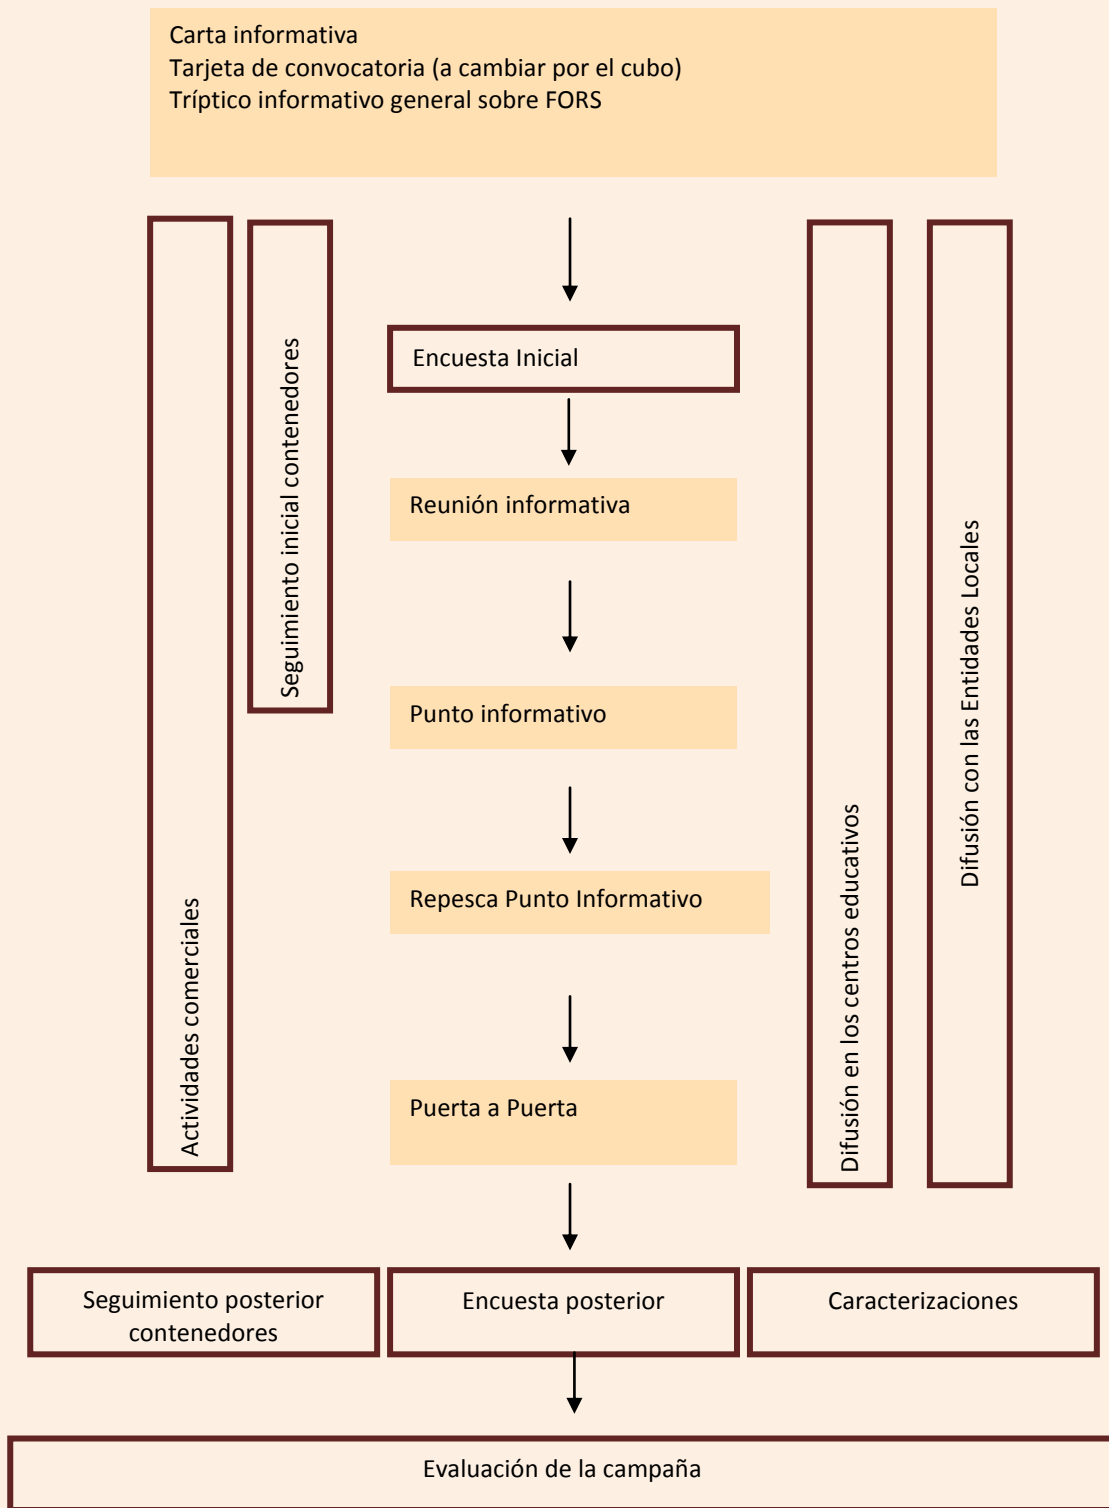 Carta informativa
Tarjeta de convocatoria (a cambiar por el cubo)
Tríptico informativo general sobre FORS
Actividades comerciales
Seguimiento inicial contenedores
Encuesta Inicial
Reunión informativa
Punto informativo
Repesca Punto Informativo
Puerta a Puerta
Difusión en los centros educativos
Difusión con las Entidades Locales
Seguimiento posterior
contenedores
Encuesta posterior
Caracterizaciones
Evaluación de la campaña